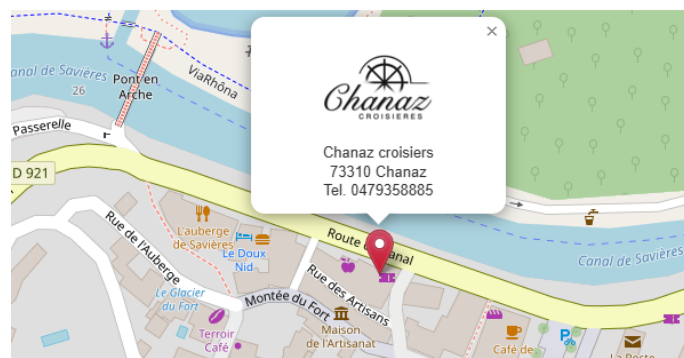 ×
Chanaz
CROISIERES
Chanaz croisiers
73310 Chanaz
Tel. 0479358885
Canal de Savières
26
Pont en
Arche
ViaRhôna
Passerelle
D 921
Rue de l'Auberge
L'auberge
de Savières
Le Doux
Nid
Le Glacier
du Fort
Montée du Fort
Terroir
Café
Route
anal
Rue des Artisans
Maison
de l'Artisanat
Canal de Savières
Café de
P
La Poste